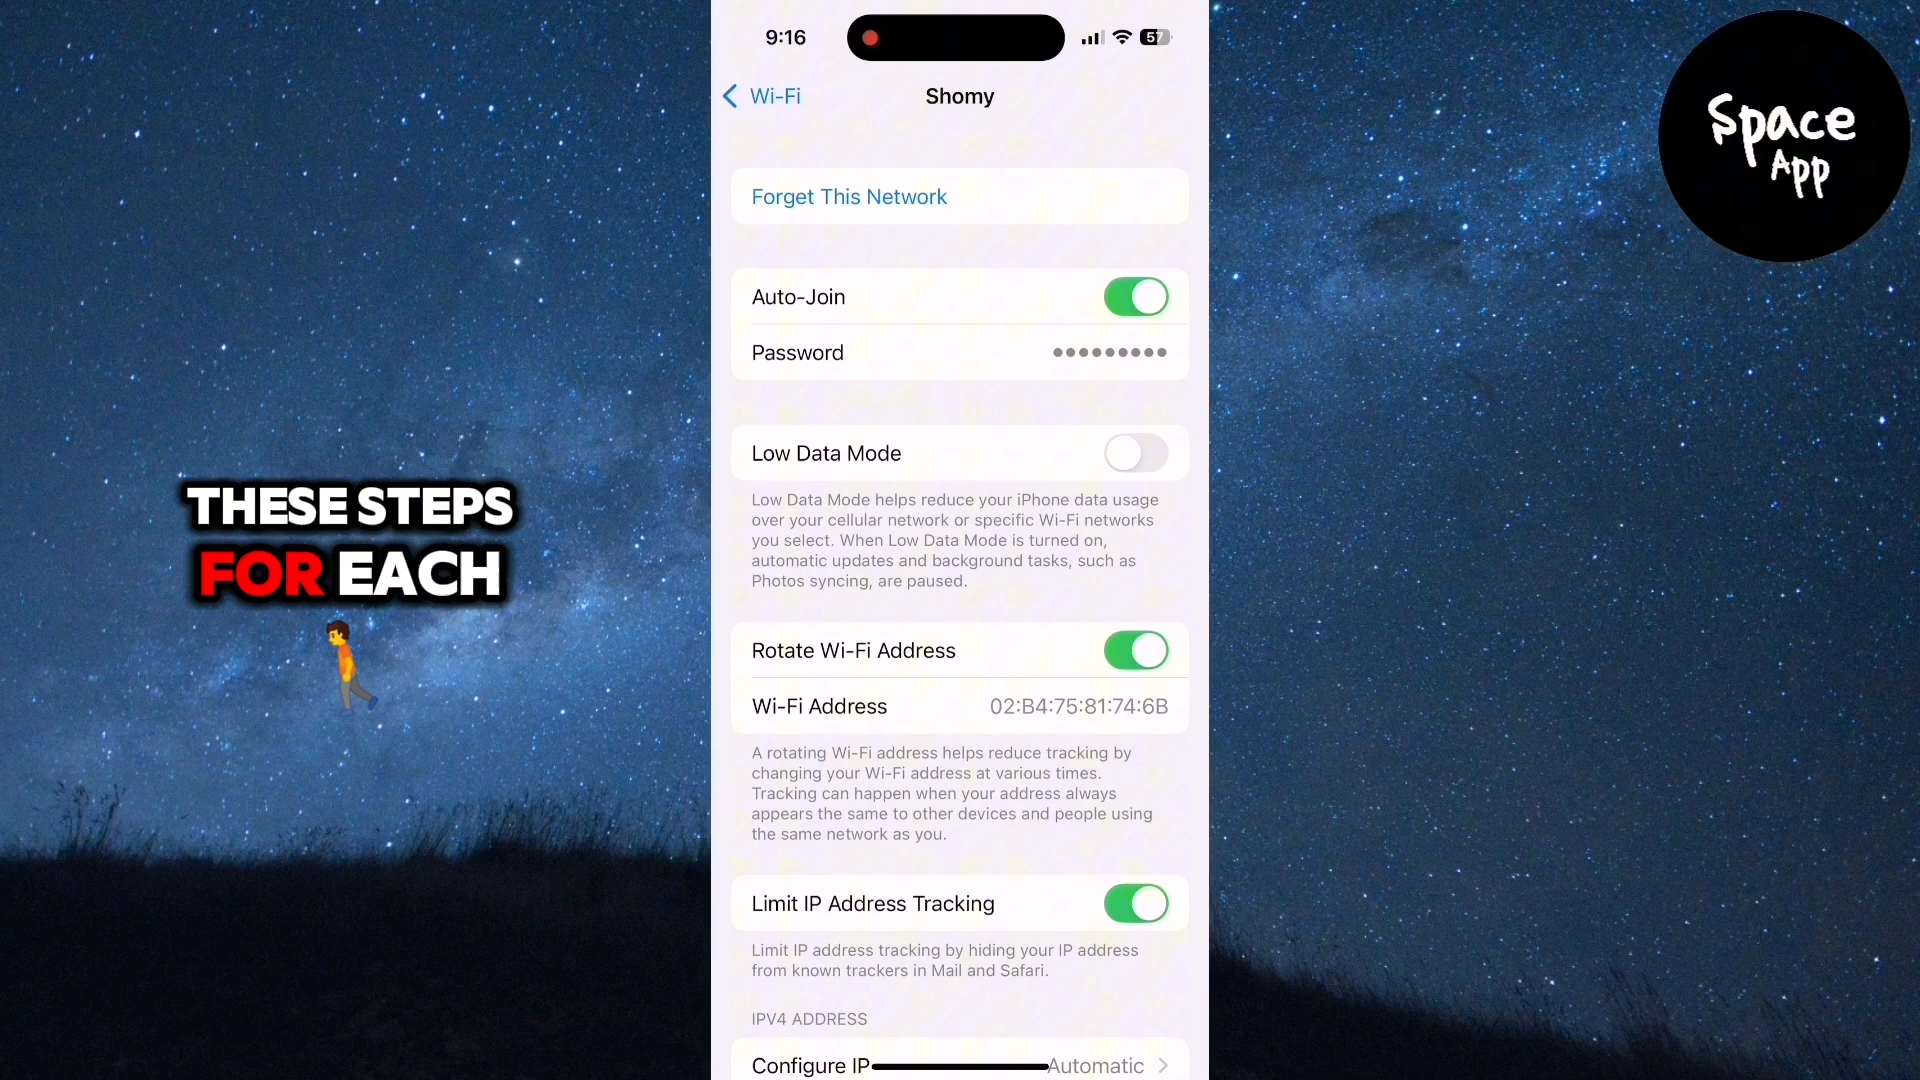 9:16
57
Wi-Fi
Shomy
Space
App
Forget This Network
Auto-Join
Password
Low Data Mode
Low Data Mode helps reduce your iPhone data usage
over your cellular network or specific Wi-Fi networks
you select. When Low Data Mode is turned on,
automatic updates and background tasks, such as
Photos syncing, are paused.
THESE STEPS
FOR EACH
Rotate Wi-Fi Address
Wi-Fi Address 02:B4:75:81:74:6B
A rotating Wi-Fi address helps reduce tracking by
changing your Wi-Fi address at various times.
Tracking can happen when your address always
appears the same to other devices and people using
the same network as you.
Limit IP Address Tracking
Limit IP address tracking by hiding your IP address
from known trackers in Mail and Safari.
IPV4 ADDRESS
Configure IP Automatic